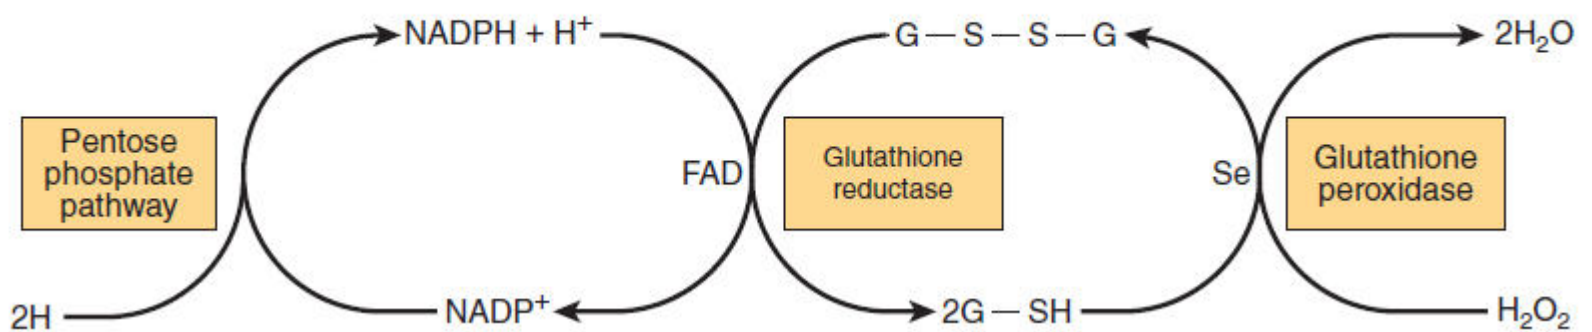 NADPH + H⁺
G — S — S — G
2H₂O
Pentose
phosphate
pathway
FAD
Glutathione
reductase
Se
Glutathione
peroxidase
2H
NADP⁺
2G — SH
H₂O₂